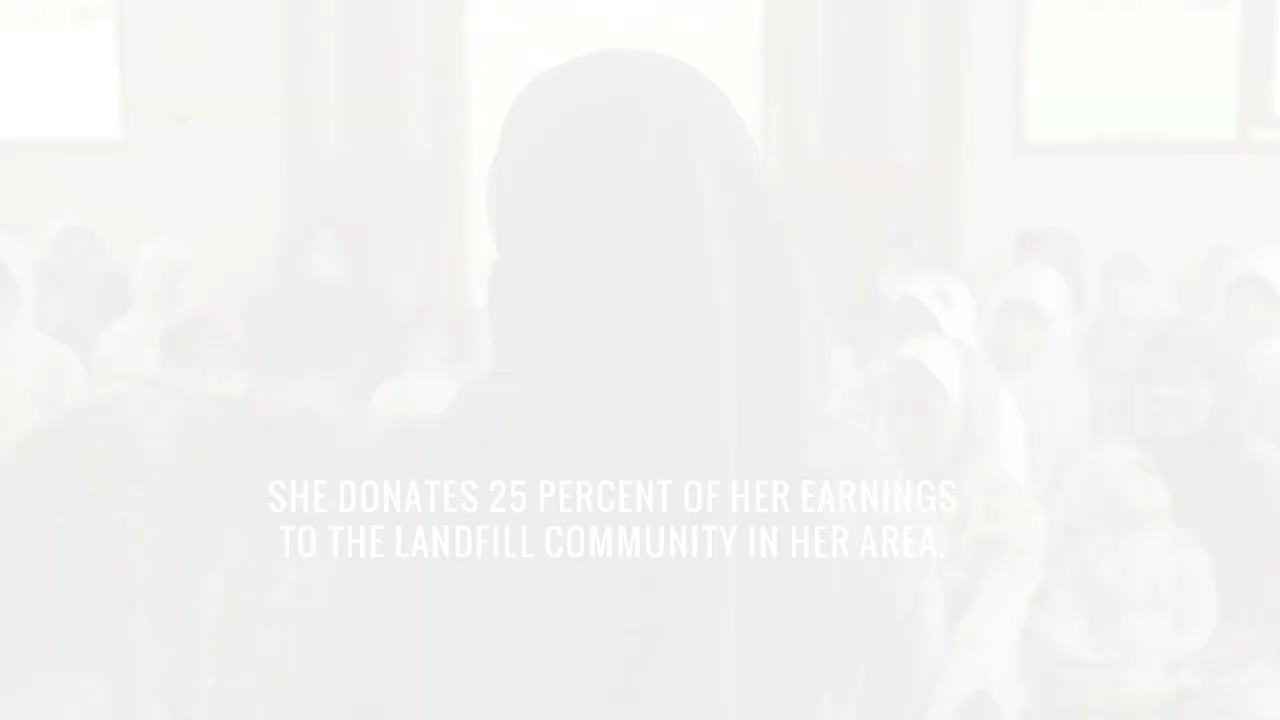 SHE DONATES 25 PERCENT OF HER EARNINGS
TO THE LANDFILL COMMUNITY IN HER AREA.